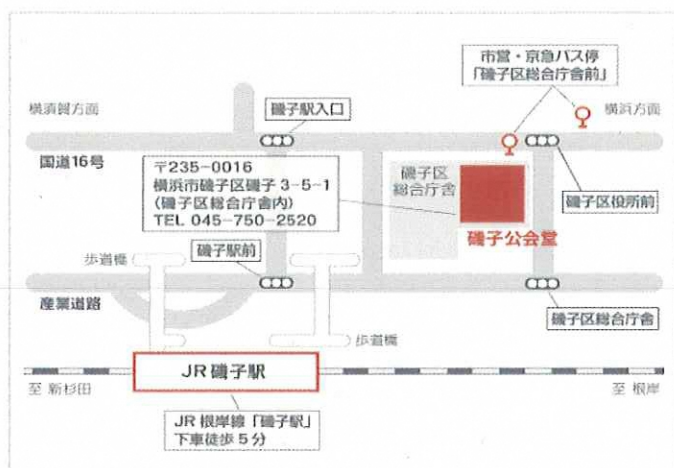 市営・京急バス停
「磯子区総合庁舎前」
横須賀方面
磯子駅入口
横浜方面
国道16号
〒235-0016
横浜市磯子区磯子 3-5-1
(磯子区総合庁舎内)
TEL 045-750-2520
磯子区
総合庁舎
磯子区役所前
磯子公会堂
歩道橋
磯子駅前
産業道路
磯子区総合庁舎
歩道橋
JR 磯子駅
至 新杉田
至 根岸
JR 根岸線「磯子駅」
下車徒歩 5 分